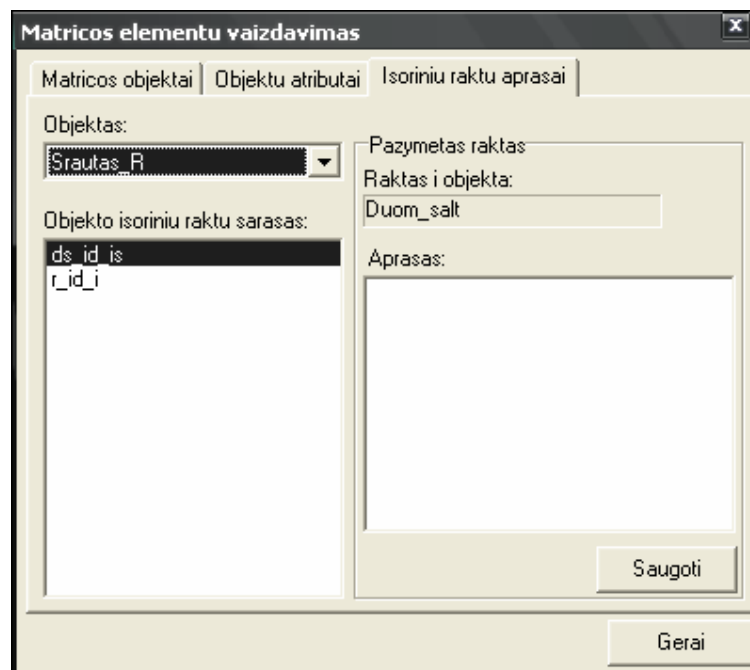 Matricos elementu vaizdavimas
Matricos objektai
Objektu atributai
Isoriniu raktu aprasai
Objektas:
Srautas_R
Objekto isoriniu raktu sarasas:
ds_id_is
r_id_i
Pazymetas raktas
Raktas i objekta:
Duom_salt
Aprasas:
Saugoti
Gerai